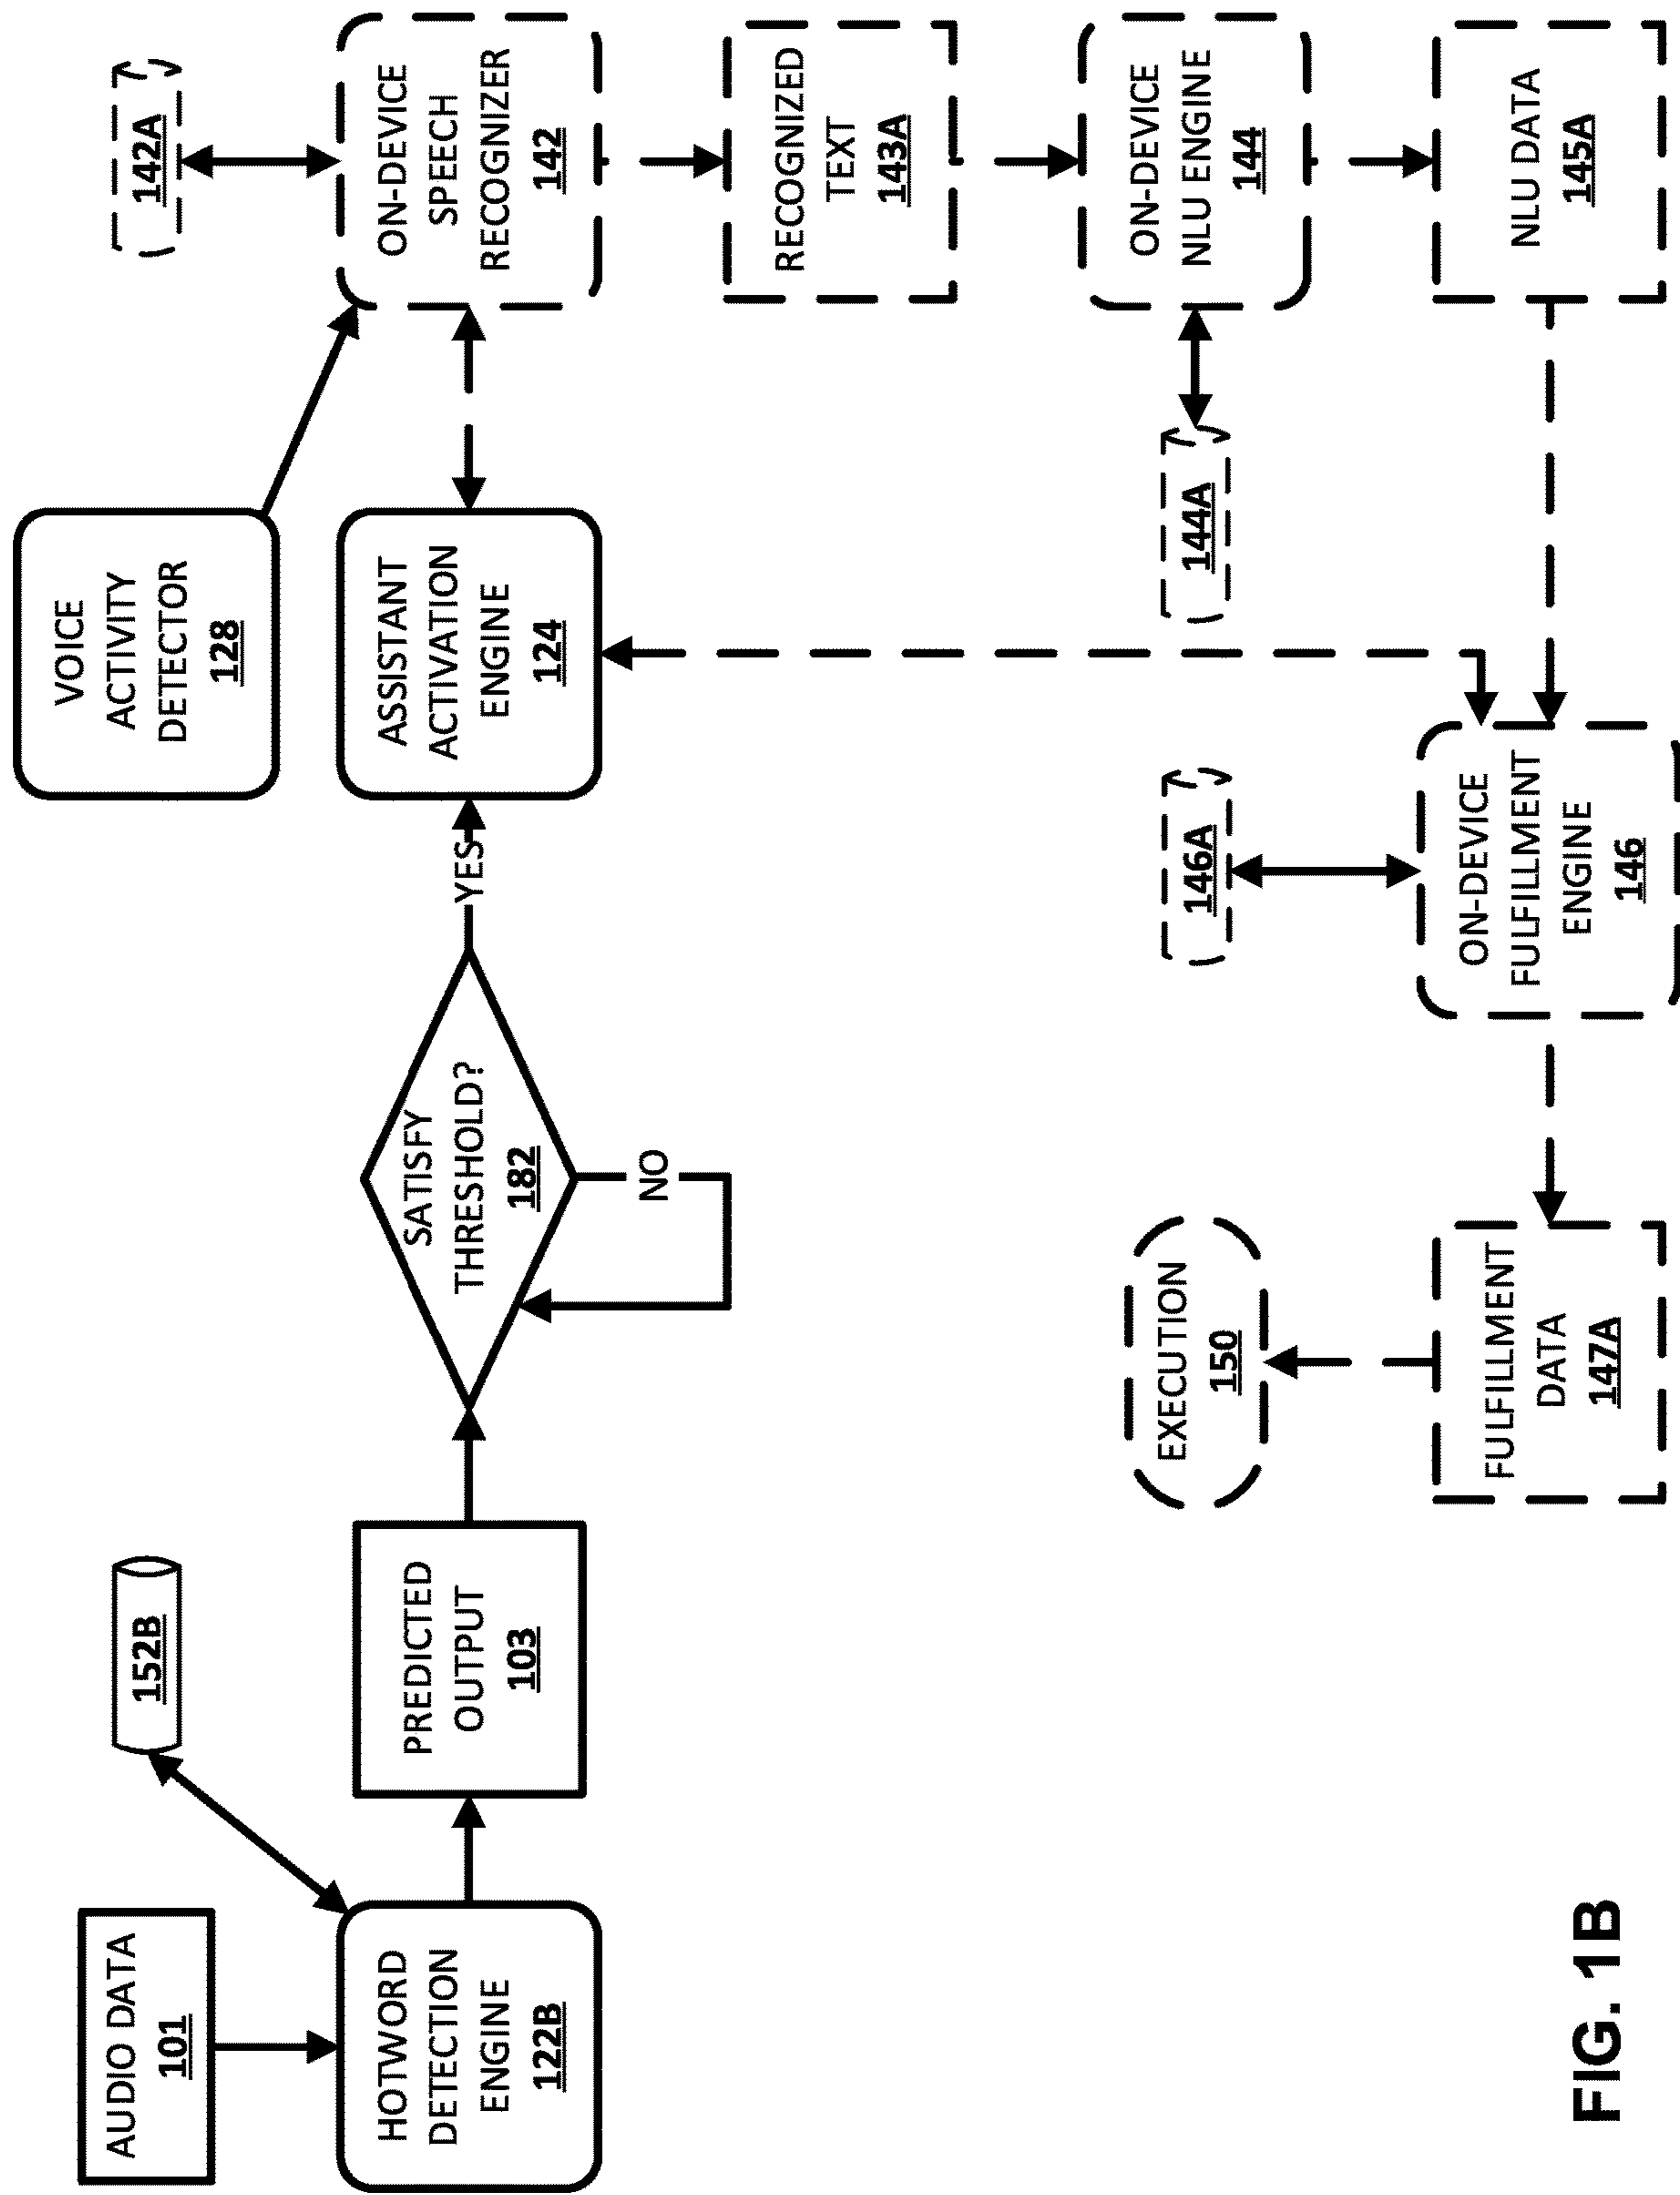 AUDIO DATA
101
152B
HOTWORD
DETECTION
ENGINE
122B
PREDICTED
OUTPUT
103
SATISFY
THRESHOLD?
182
YES
NO
VOICE
ACTIVITY
DETECTOR
128
ASSISTANT
ACTIVATION
ENGINE
124
142A
ON-DEVICE
SPEECH
RECOGNIZER
142
RECOGNIZED
TEXT
143A
ON-DEVICE
NLU ENGINE
144
144A
NLU DATA
145A
146A
ON-DEVICE
FULFILLMENT
ENGINE
146
FULFILLMENT
DATA
147A
EXECUTION
150
FIG. 1B